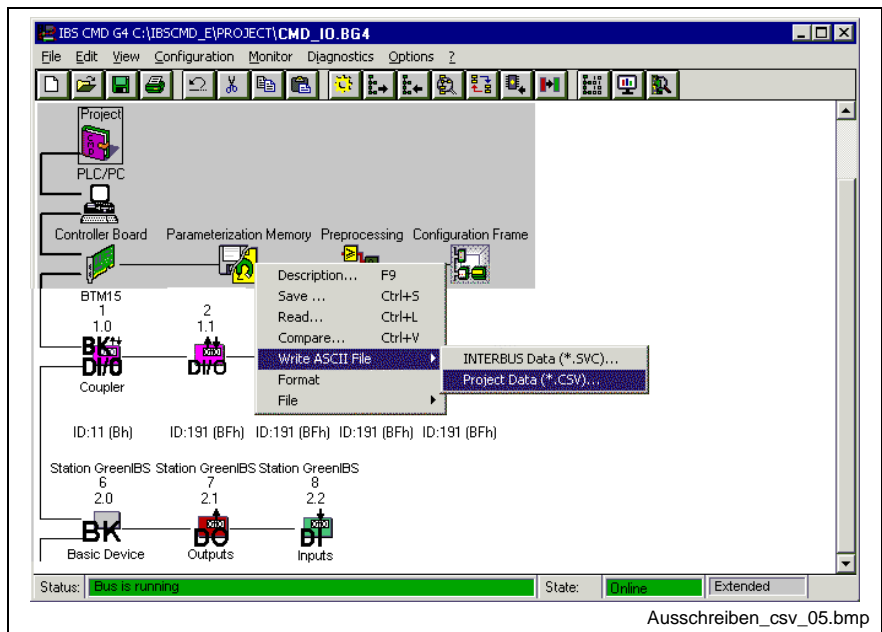 IBS CMD G4 C:\IBSCMD_E\PROJECT\CMD_IO.BG4
File Edit View Configuration Monitor Diagnostics Options ?
Project
PLC/PC
Controller Board Parameterization Memory Preprocessing Configuration Frame
Description... F9
BTM15
Save ... Ctrl+S
1 2
Read... Ctrl+L
1.0 1.1
Compare... Ctrl+V
BK
DI/O DI/O
Write ASCII File INTERBUS Data (*.SVC)...
Format Project Data (*.CSV)...
Coupler
File
ID:11 (Bh) ID:191 (BFh) ID:191 (BFh) ID:191 (BFh) ID:191 (BFh)
Station GreenIBS Station GreenIBS Station GreenIBS
6 7 8
2.0 2.1 2.2
BK DO DI
Basic Device Outputs Inputs
Status: Bus is running State: Online Extended
Ausschreiben_csv_05.bmp